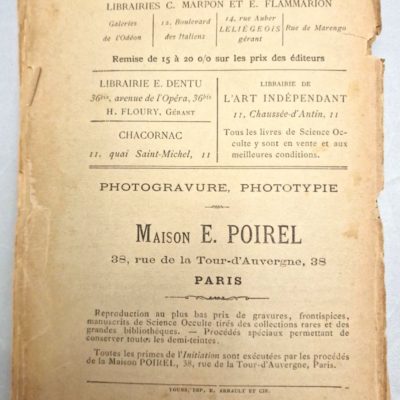 LIBRAIRIES C. MARPON ET E. FLAMMARION
Galeries
de l'Odéon
12, Boulevard
des Italiens
14, rue Auber
LELIÉGEOIS
gérant
Rue de Marengo
Remise de 15 à 20 0/0 sur les prix des éditeurs
LIBRAIRIE E. DENTU
36bis, avenue de l'Opéra, 36bis
H. FLOURY, GÉRANT
CHACORNAC
11, quai Saint-Michel, 11
LIBRAIRIE DE
L'ART INDÉPENDANT
11, Chaussée-d'Antin, 11
Tous les livres de Science Oc-
culte y sont en vente et aux
meilleures conditions.
PHOTOGRAVURE, PHOTOTYPIE
MAISON E. POIREL
38, rue de la Tour-d'Auvergne, 38
PARIS
Reproduction au plus bas prix de gravures, frontispices,
manuscrits de Science Occulte tirés des collections rares et des
grandes bibliothèques. — Procédés spéciaux permettant de
conserver toutes les demi-teintes.
Toutes les primes de l'Initiation sont exécutées par les procédés
de la Maison POIREL, 38, rue de la Tour-d'Auvergne, Paris.
TOURS, IMP. E. ARRAULT ET CIE.